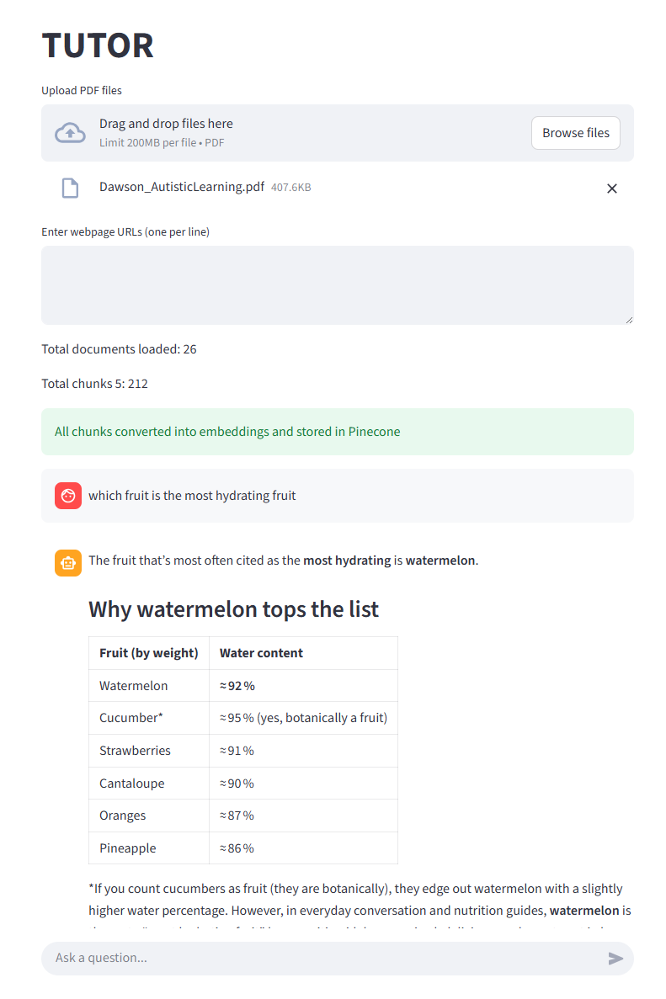 TUTOR
Upload PDF files
Drag and drop files here
Limit 200MB per file • PDF
Browse files
Dawson_AutisticLearning.pdf 407.6KB
Enter webpage URLs (one per line)
Total documents loaded: 26
Total chunks 5: 212
All chunks converted into embeddings and stored in Pinecone
which fruit is the most hydrating fruit
The fruit that’s most often cited as the most hydrating is watermelon.
Why watermelon tops the list
Fruit (by weight) Water content
Watermelon ≈92 %
Cucumber* ≈95 % (yes, botanically a fruit)
Strawberries ≈91 %
Cantaloupe ≈90 %
Oranges ≈87 %
Pineapple ≈86 %
*If you count cucumbers as fruit (they are botanically), they edge out watermelon with a slightly
higher water percentage. However, in everyday conversation and nutrition guides, watermelon is
Ask a question...